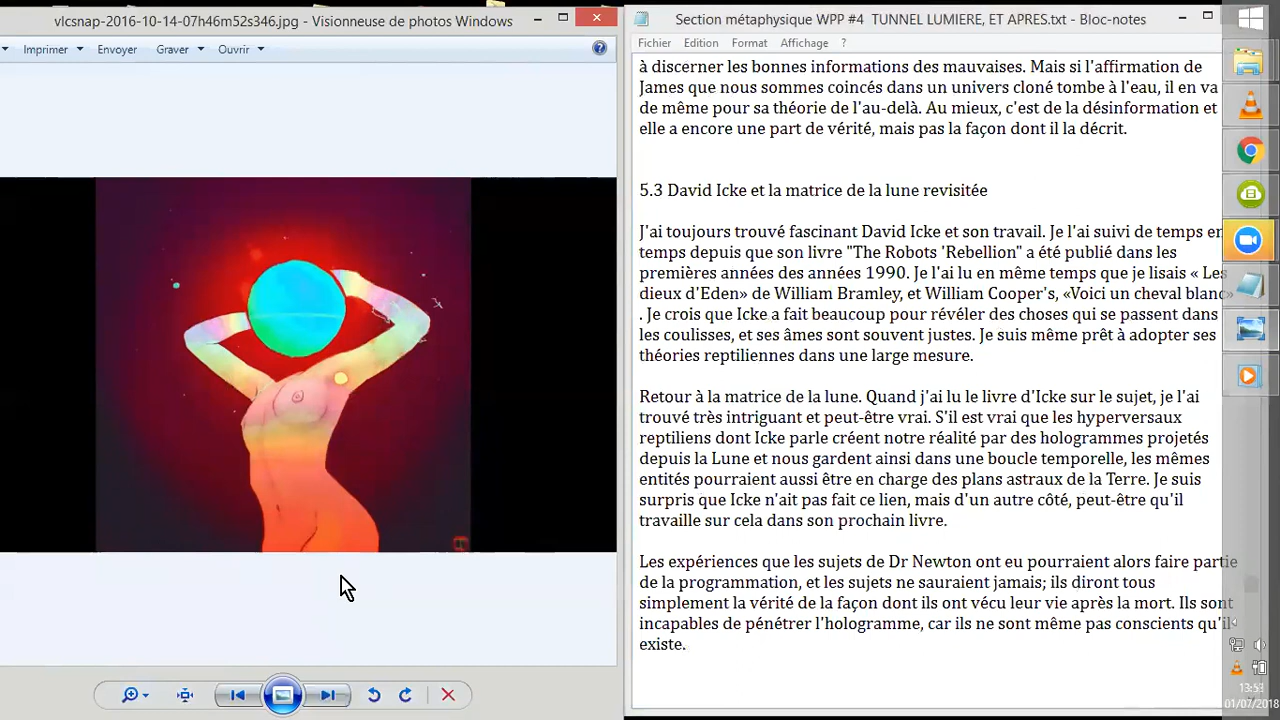 vlcsnap-2016-10-14-07h46m52s346.jpg - Visionneuse de photos Windows
Imprimer
Envoyer
Graver
Ouvrir
Section métaphysique WPP #4 TUNNEL LUMIERE, ET APRES.txt - Bloc-notes
Fichier Edition Format Affichage ?
à discerner les bonnes informations des mauvaises. Mais si l'affirmation de
James que nous sommes coincés dans un univers cloné tombe à l'eau, il en va
de même pour sa théorie de l'au-delà. Au mieux, c'est de la désinformation et
elle a encore une part de vérité, mais pas la façon dont il la décrit.
5.3 David Icke et la matrice de la lune revisitée
J'ai toujours trouvé fascinant David Icke et son travail. Je l'ai suivi de temps en
temps depuis que son livre "The Robots 'Rebellion" a été publié dans les
premières années des années 1990. Je l'ai lu en même temps que je lisais « Les
dieux d'Eden» de William Bramley, et William Cooper's, «Voici un cheval blanc»
. Je crois que Icke a fait beaucoup pour révéler des choses qui se passent dans
les coulisses, et ses âmes sont souvent justes. Je suis même prêt à adopter ses
théories reptiliennes dans une large mesure.
Retour à la matrice de la lune. Quand j'ai lu le livre d'Icke sur le sujet, je l'ai
trouvé très intriguant et peut-être vrai. S'il est vrai que les hyperversaux
reptiliens dont Icke parle créent notre réalité par des hologrammes projetés
depuis la Lune et nous gardent ainsi dans une boucle temporelle, les mêmes
entités pourraient aussi être en charge des plans astraux de la Terre. Je suis
surpris que Icke n'ait pas fait ce lien, mais d'un autre côté, peut-être qu'il
travaille sur cela dans son prochain livre.
Les expériences que les sujets de Dr Newton ont eu pourraient alors faire partie
de la programmation, et les sujets ne sauraient jamais; ils diront tous
simplement la vérité de la façon dont ils ont vécu leur vie après la mort. Ils sont
incapables de pénétrer l'hologramme, car ils ne sont même pas conscients qu'il
existe.
13:53
01/07/2018